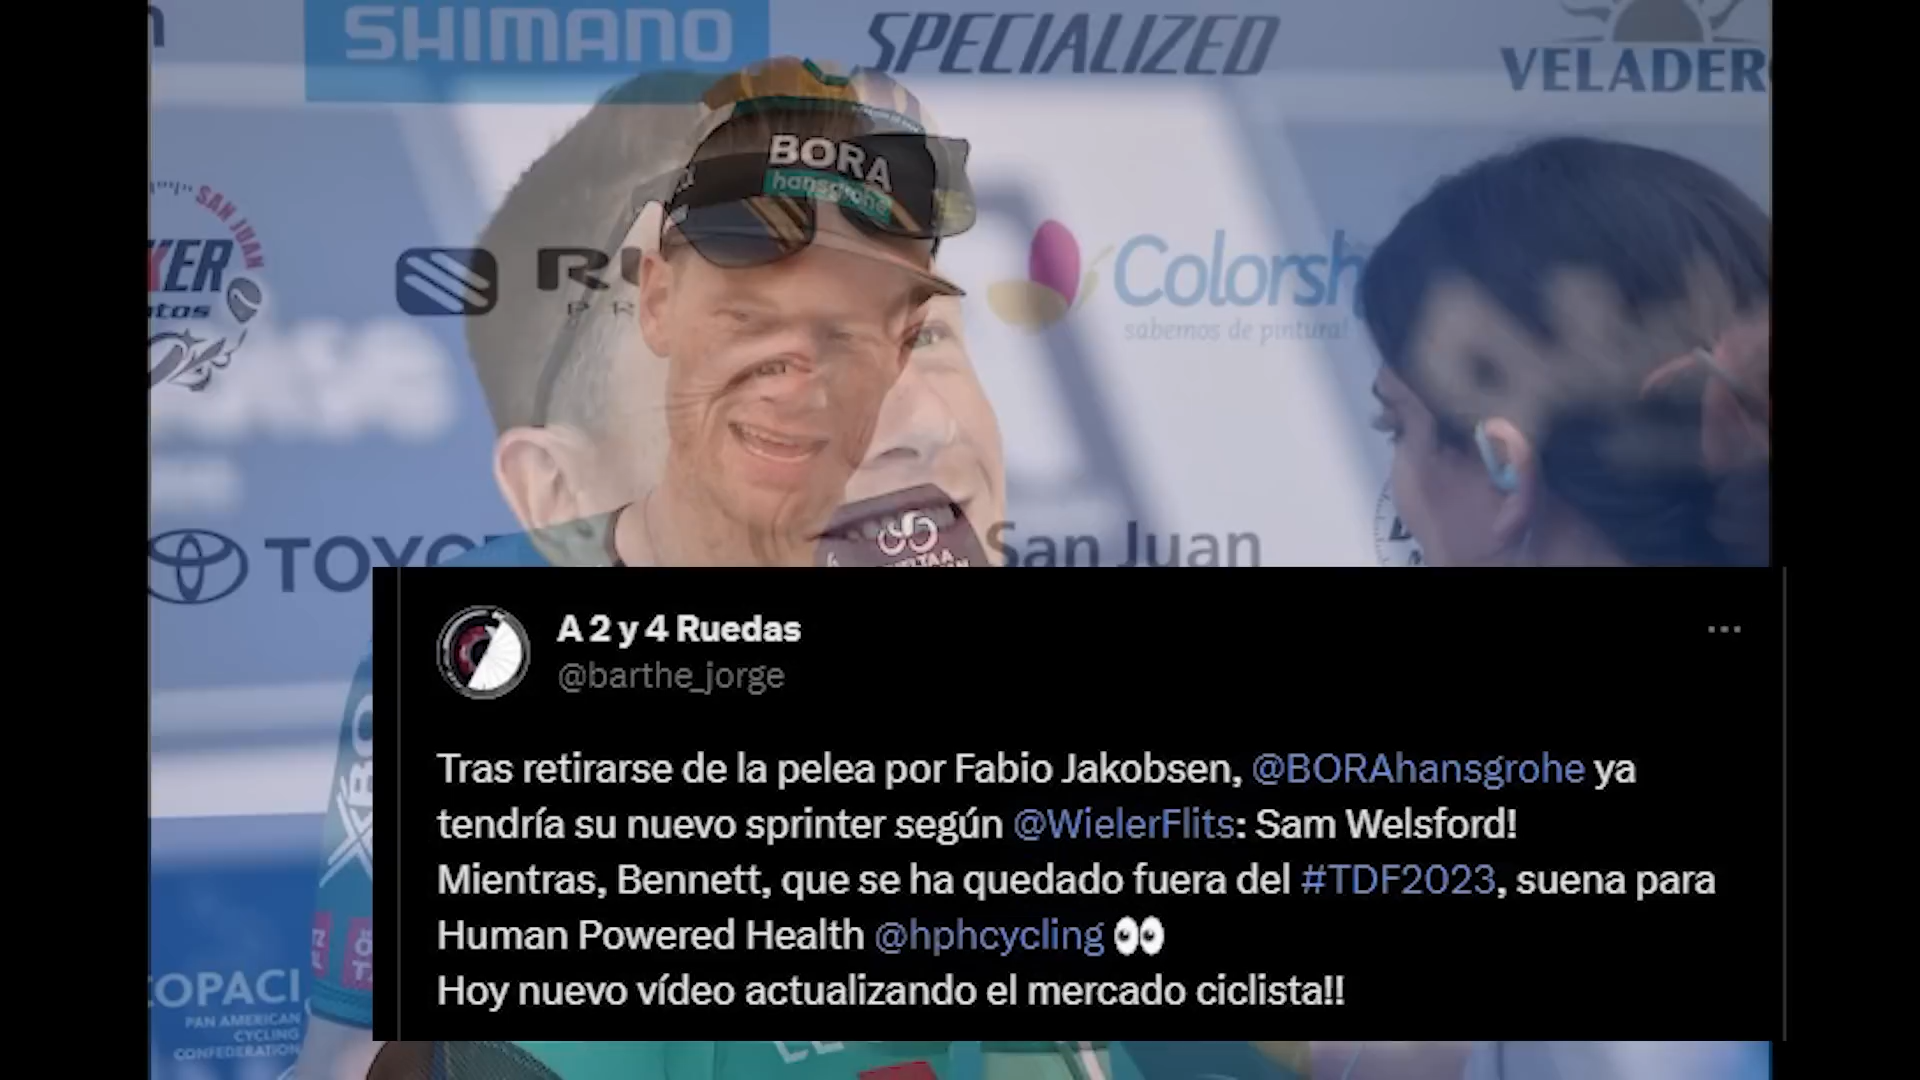 SHIMANO
SPECIALIZED
BORA
hansgrohe
SAN JUAN
Colorsh
sabemos de pintura!
TOYO
San Juan
COPACI
PAN AMERICAN
CYCLING
CONFEDERATION
A 2 y 4 Ruedas
@barthe_jorge
Tras retirarse de la pelea por Fabio Jakobsen, @BORAhansgrohe ya
tendría su nuevo sprinter según @WielerFlits: Sam Welsford!
Mientras, Bennett, que se ha quedado fuera del #TDF2023, suena para
Human Powered Health @hphcycling 👀
Hoy nuevo vídeo actualizando el mercado ciclista!!